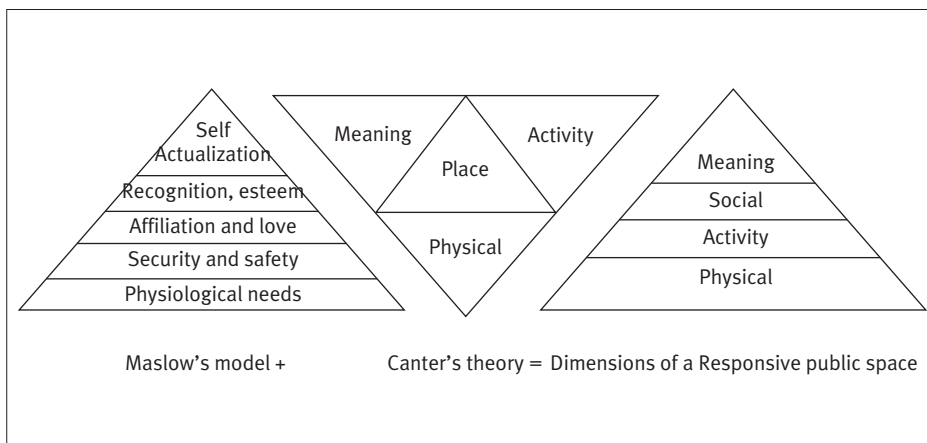 Self
Actualization
Recognition, esteem
Affiliation and love
Security and safety
Physiological needs
Meaning
Activity
Place
Physical
Meaning
Social
Activity
Physical
Maslow's model +
Canter's theory = Dimensions of a Responsive public space